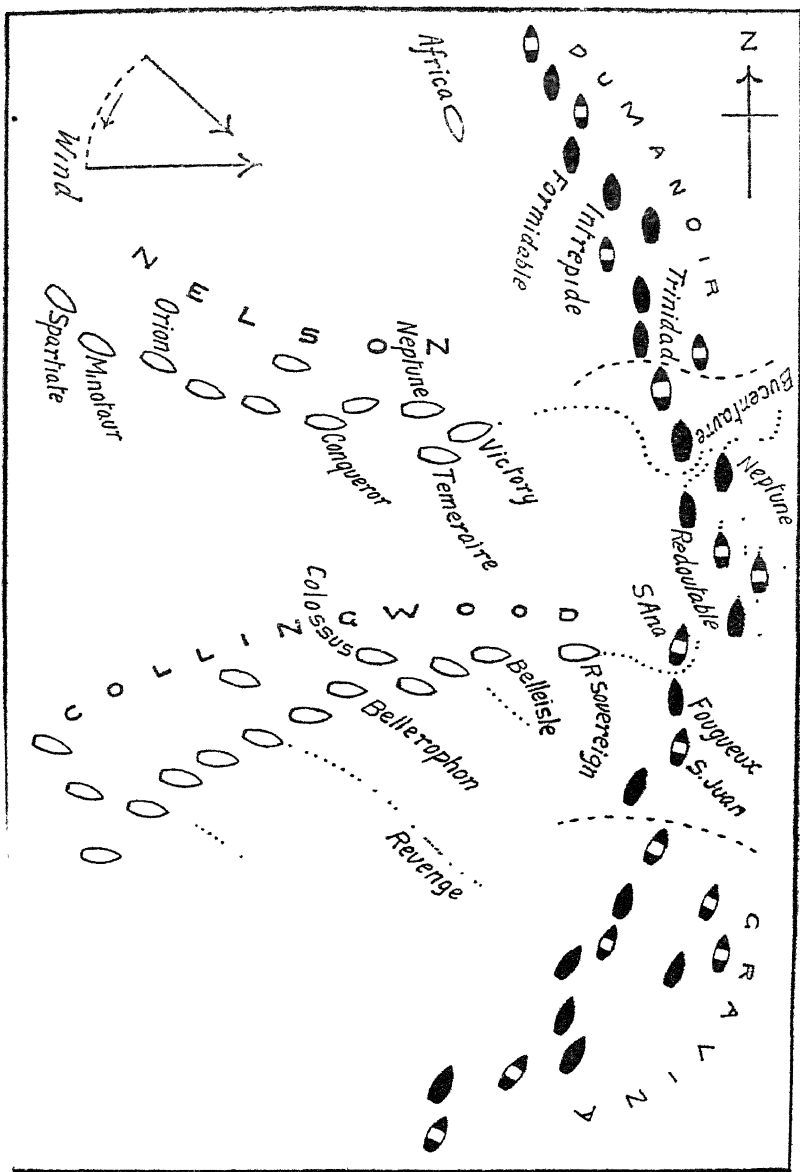 N
DUMANOIR
Africa
Wind
Formidable
Intrepide
Trinidad
Bucentaure
Neptune
NELSON
Orion
Spartiate
Minotaur
Neptune
Victory
Temeraire
Conqueror
Redoutable
S Ana
COLLINGWOOD
Colossus
R Sovereign
Belleisle
Bellerophon
Fougueux
S. Juan
Revenge
GRALINA